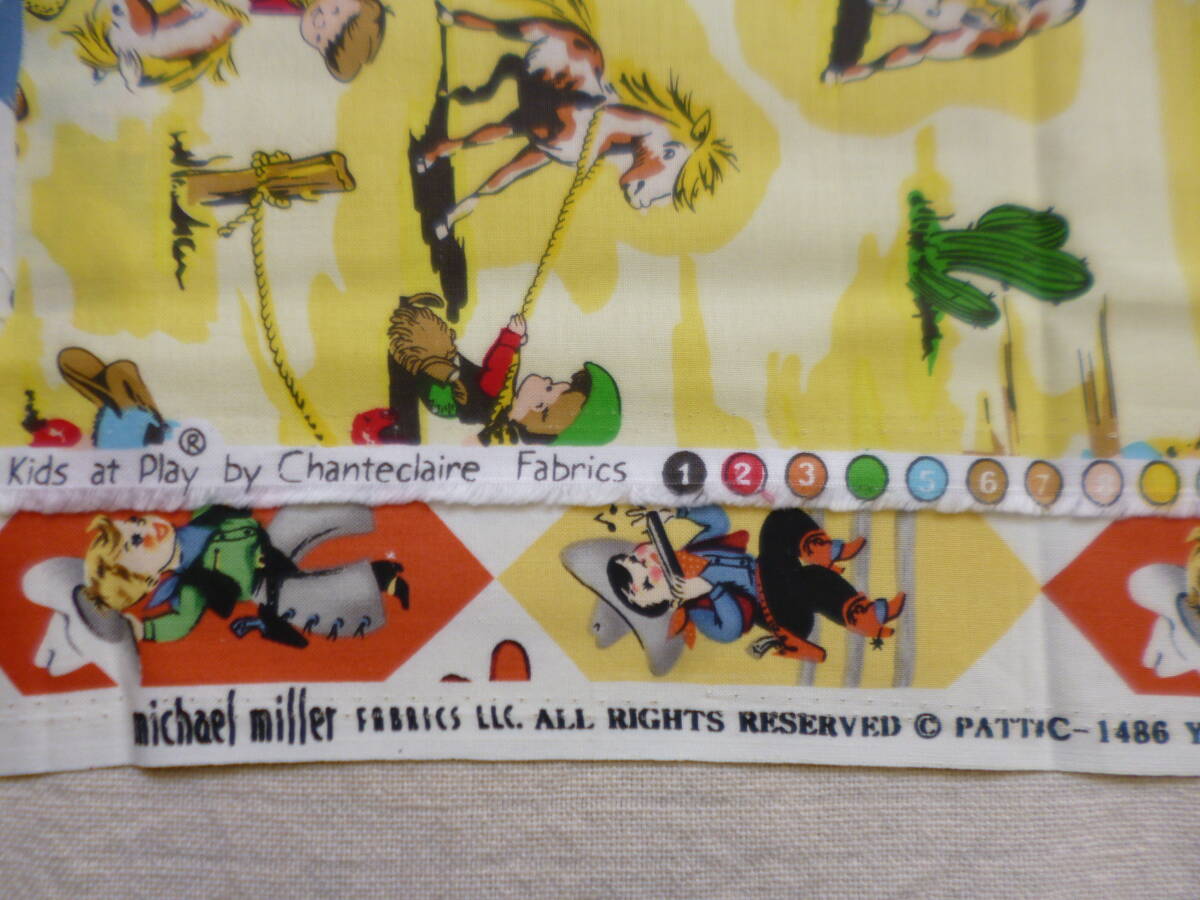 Kids at Play® by Chanteclaire Fabrics 1 2 3 5 6 7
michael miller FABRICS LLC. ALL RIGHTS RESERVED © PATT#C-1486 Y